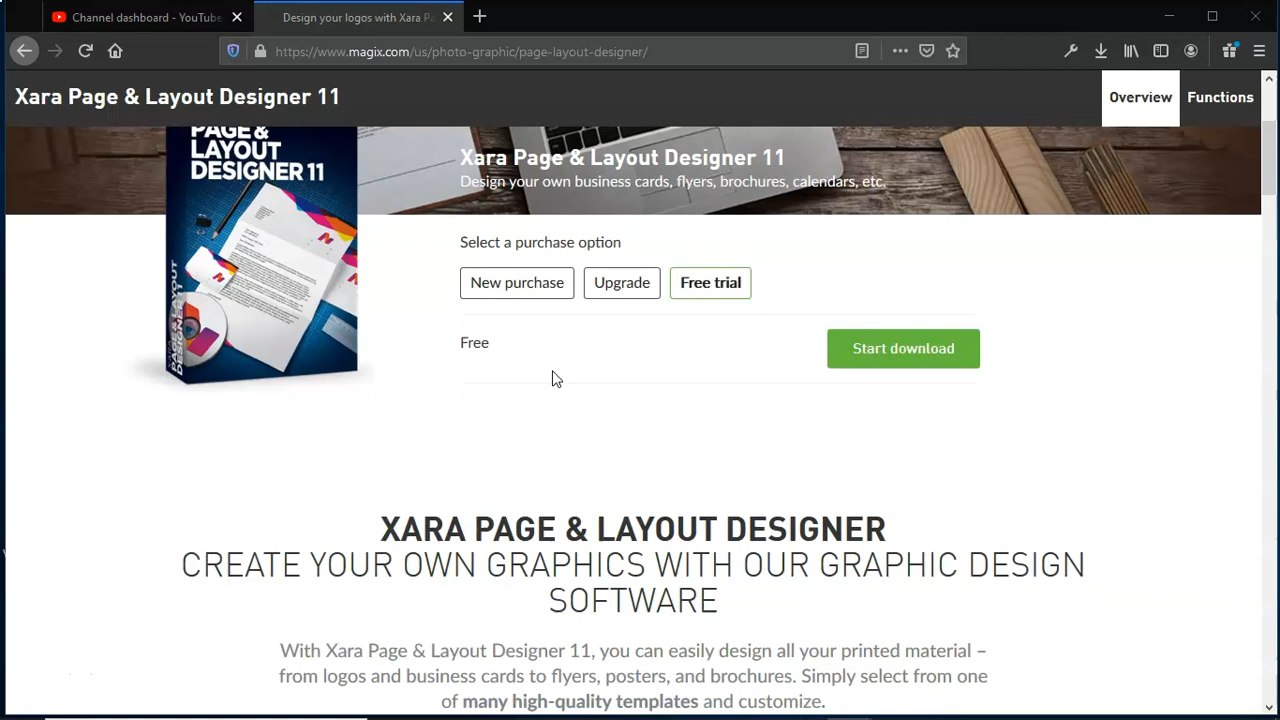 Channel dashboard - YouTube
Design your logos with Xara Pa
https://www.magix.com/us/photo-graphic/page-layout-designer/
Xara Page & Layout Designer 11
Overview
Functions
PAGE &
LAYOUT
DESIGNER 11
PAGE & LAYOUT
DESIGNER 11
Xara Page & Layout Designer 11
Design your own business cards, flyers, brochures, calendars, etc.
Select a purchase option
New purchase
Upgrade
Free trial
Free
Start download
XARA PAGE & LAYOUT DESIGNER
CREATE YOUR OWN GRAPHICS WITH OUR GRAPHIC DESIGN
SOFTWARE
With Xara Page & Layout Designer 11, you can easily design all your printed material –
from logos and business cards to flyers, posters, and brochures. Simply select from one
of many high-quality templates and customize.